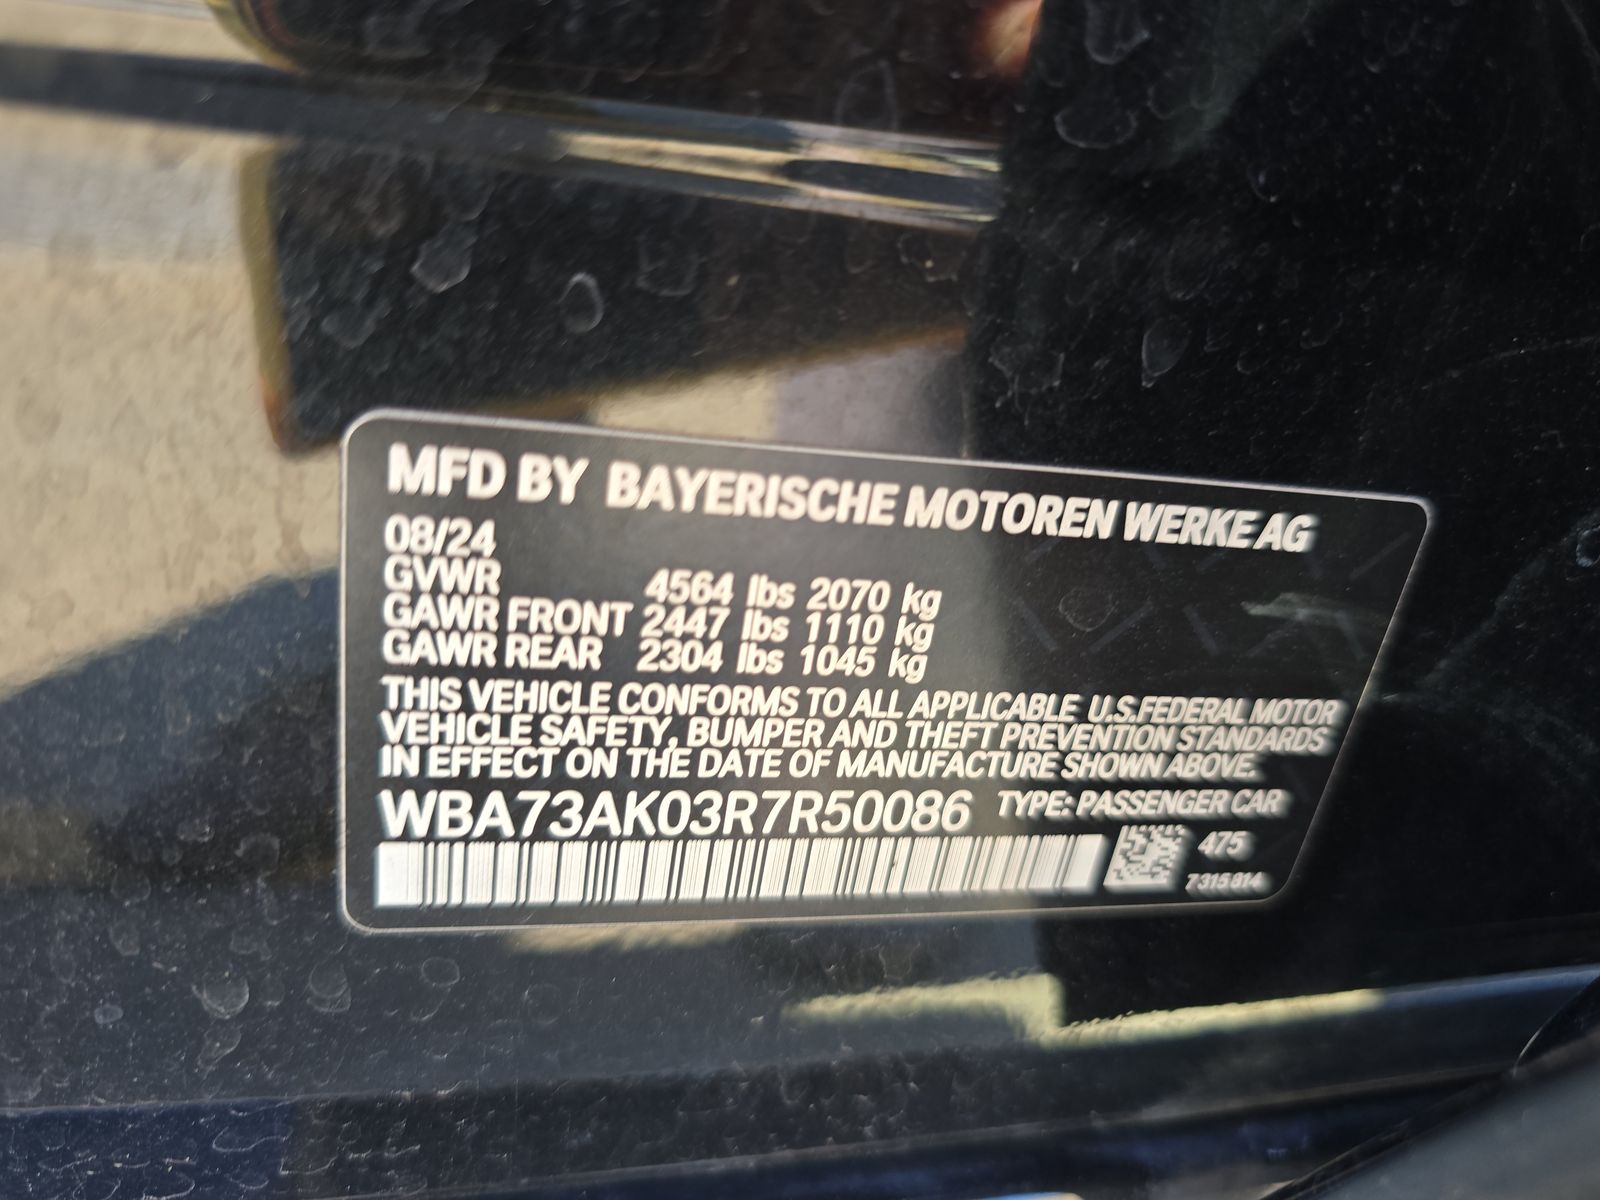 MFD BY BAYERISCHE MOTOREN WERKE AG
08/24
GVWR 4564 lbs 2070 kg
GAWR FRONT 2447 lbs 1110 kg
GAWR REAR 2304 lbs 1045 kg
THIS VEHICLE CONFORMS TO ALL APPLICABLE U.S.FEDERAL MOTOR
VEHICLE SAFETY, BUMPER AND THEFT PREVENTION STANDARDS
IN EFFECT ON THE DATE OF MANUFACTURE SHOWN ABOVE.
WBA73AK03R7R50086 TYPE: PASSENGER CAR
475
7315814